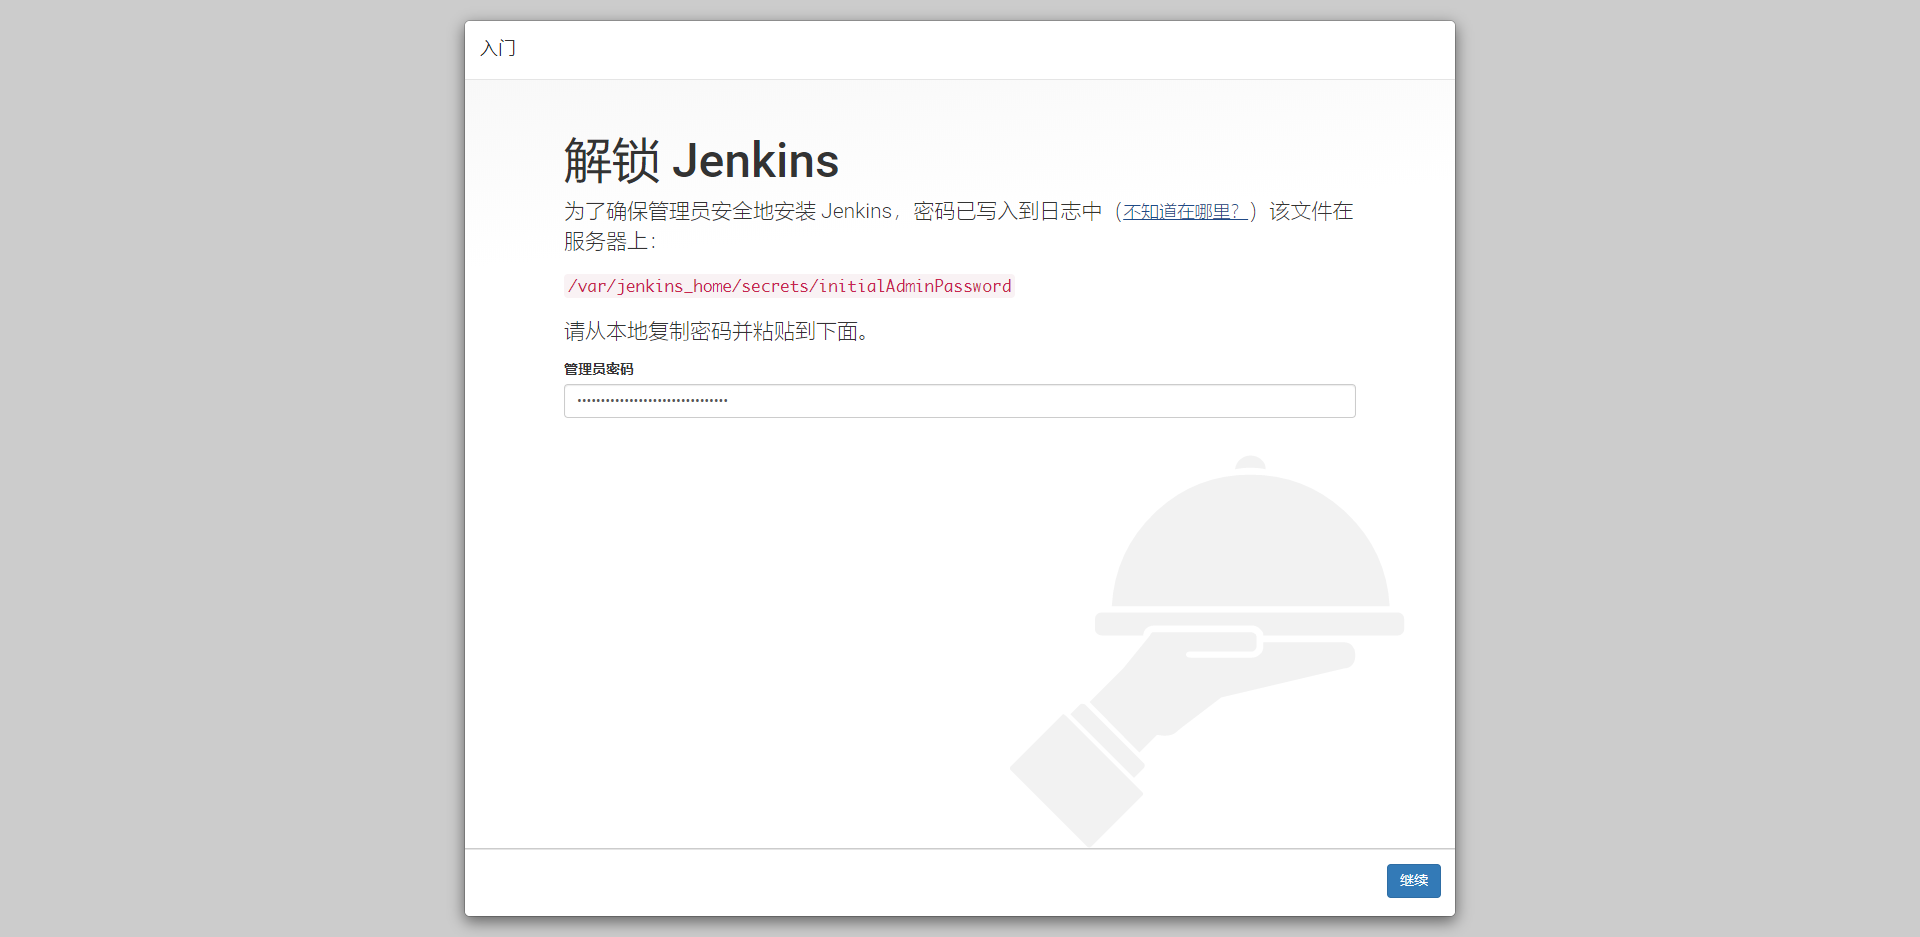 入门
解锁 Jenkins
为了确保管理员安全地安装 Jenkins，密码已写入到日志中（不知道在哪里？）该文件在
服务器上：
/var/jenkins_home/secrets/initialAdminPassword
请从本地复制密码并粘贴到下面。
管理员密码
继续